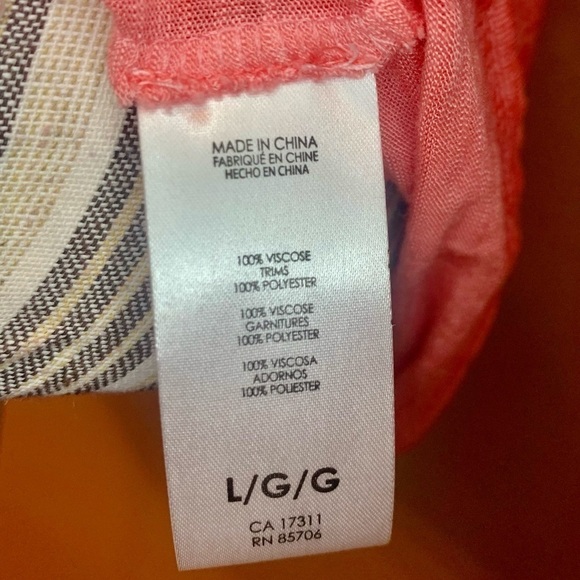 MADE IN CHINA
FABRIQUÉ EN CHINE
HECHO EN CHINA
100% VISCOSE
TRIMS
100% POLYESTER
100% VISCOSE
GARNITURES
100% POLYESTER
100% VISCOSA
ADORNOS
100% POLIESTER
L/G/G
CA 17311
RN 85706